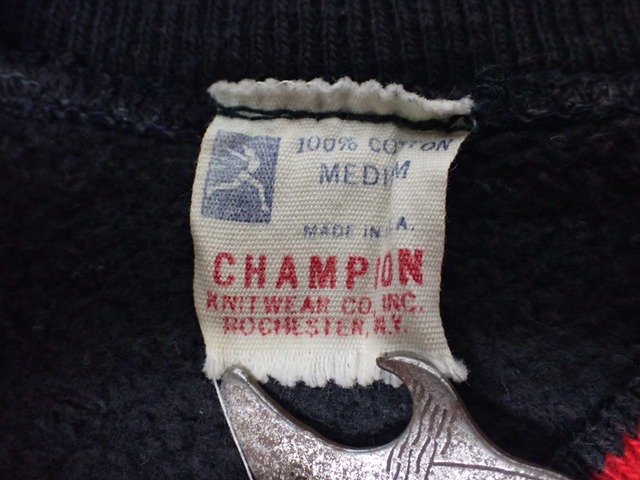 100% COTTON
MEDIUM
MADE IN U.S.A.
CHAMPION
KNITWEAR CO., INC.
ROCHESTER, N.Y.